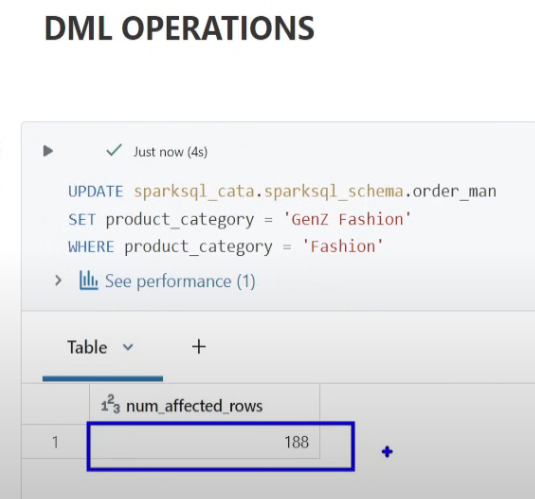 DML OPERATIONS
Just now (4s)
UPDATE sparksql_cata.sparksql_schema.order_man
SET product_category = 'GenZ Fashion'
WHERE product_category = 'Fashion'
See performance (1)
Table
123 num_affected_rows
1 188